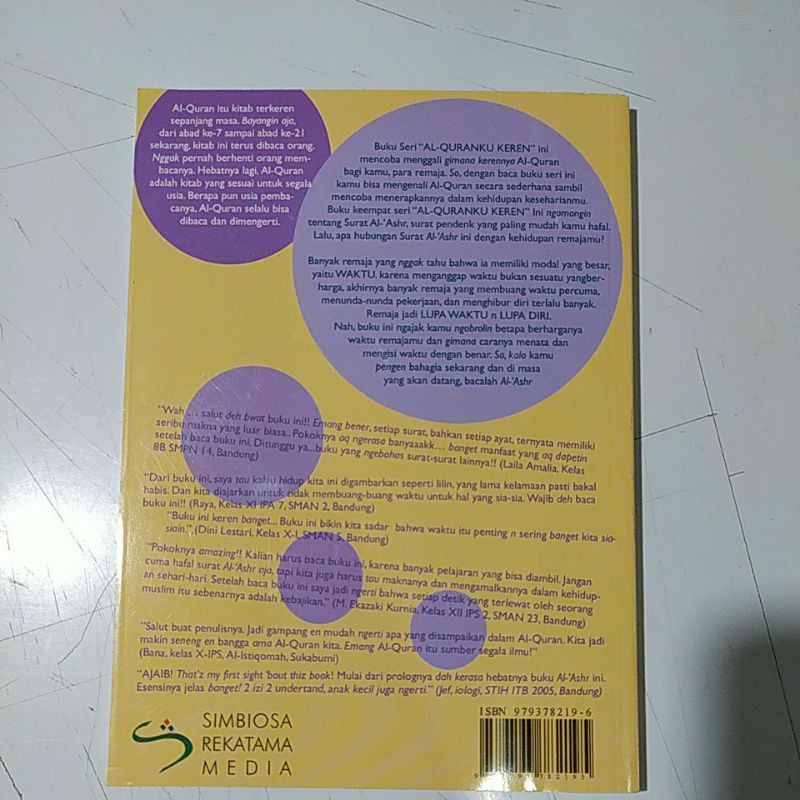 Al-Quran itu kitab terkeren
sepanjang masa. Bayangin aja,
dari abad ke-7 sampai abad ke-21
sekarang, kitab ini terus dibaca orang.
Nggak pernah berhenti orang mem-
bacanya. Hebatnya lagi, Al-Quran
adalah kitab yang sesuai untuk segala
usia. Berapa pun usia pemba-
canya, Al-Quran selalu bisa
dibaca dan dimengerti.
Buku Seri "AL-QURANKU KEREN" ini
mencoba menggali gimana kerennya Al-Quran
bagi kamu, para remaja. So, dengan baca buku seri ini
kamu bisa mengenali Al-Quran secara sederhana sambil
mencoba menerapkannya dalam kehidupan keseharianmu.
Buku keempat seri "AL-QURANKU KEREN" Ini ngomongin
tentang Surat Al-'Ashr, surat pendenk yang paling mudah kamu hafal.
Lalu, apa hubungan Surat Al-'Ashr ini dengan kehidupan remajamu?
Banyak remaja yang nggak tahu bahwa ia memiliki modal yang besar,
yaitu WAKTU, karena menganggap waktu bukan sesuatu yangber-
harga, akhirnya banyak remaja yang membuang waktu percuma,
menunda-nunda pekerjaan, dan menghibur diri terlalu banyak.
Remaja jadi LUPA WAKTU n LUPA DIRI.
Nah, buku ini ngajak kamu ngobrolin betapa berharganya
waktu remajamu dan gimana caranya menata dan
mengisi waktu dengan benar. So, kalo kamu
pengen bahagia sekarang dan di masa
yang akan datang, bacalah Al-'Ashr
"Wah ... salut deh bwat buku ini!! Emang bener, setiap surat, bahkan setiap ayat, ternyata memiliki
seribu makna yang luar biasa.. Pokoknya aq ngerasa banyaaakk... banget manfaat yang aq dapetin
setelah baca buku ini. Ditunggu ya...buku yang ngebahas surat-surat lainnya!! (Laila Amalia, Kelas
8B SMPN 14, Bandung)
"Dari buku ini, saya tau kalau hidup kita ini digambarkan seperti lilin, yang lama kelamaan pasti bakal
habis. Dan kita diajarkan untuk tidak membuang-buang waktu untuk hal yang sia-sia. Wajib deh baca
buku ini!! (Raya, Kelas XI IPA 7, SMAN 2, Bandung)
"Buku ini keren banget... Buku ini bikin kita sadar bahwa waktu itu penting n sering banget kita sia-
siain." (Dini Lestari, Kelas X-I, SMAN 5, Bandung)
"Pokoknya amazing!! Kalian harus baca buku ini, karena banyak pelajaran yang bisa diambil. Jangan
cuma hafal surat Al-'Ashr aja, tapi kita juga harus tau maknanya dan mengamalkannya dalam kehidup-
an sehari-hari. Setelah baca buku ini saya jadi ngerti bahwa setiap detik yang terlewat oleh seorang
muslim itu sebenarnya adalah kebajikan." (M. Ekazaki Kurnia, Kelas XII IPS 2, SMAN 23, Bandung)
"Salut buat penulisnya. Jadi gampang en mudah ngerti apa yang disampaikan dalam Al-Quran. Kita jadi
makin seneng en bangga ama Al-Quran kita. Emang Al-Quran itu sumber segala ilmu!"
(Bana, kelas X-IPS, Al-Istiqomah, Sukabumi)
"AJAIB! That'z my first sight 'bout thiz book! Mulai dari prolognya dah kerasa hebatnya buku Al-'Ashr ini.
Esensinya jelas banget! 2 izi 2 undertand, anak kecil juga ngerti." (Jef, iologi, STIH ITB 2005, Bandung)
SIMBIOSA
REKATAMA
MEDIA
ISBN 979378219-6